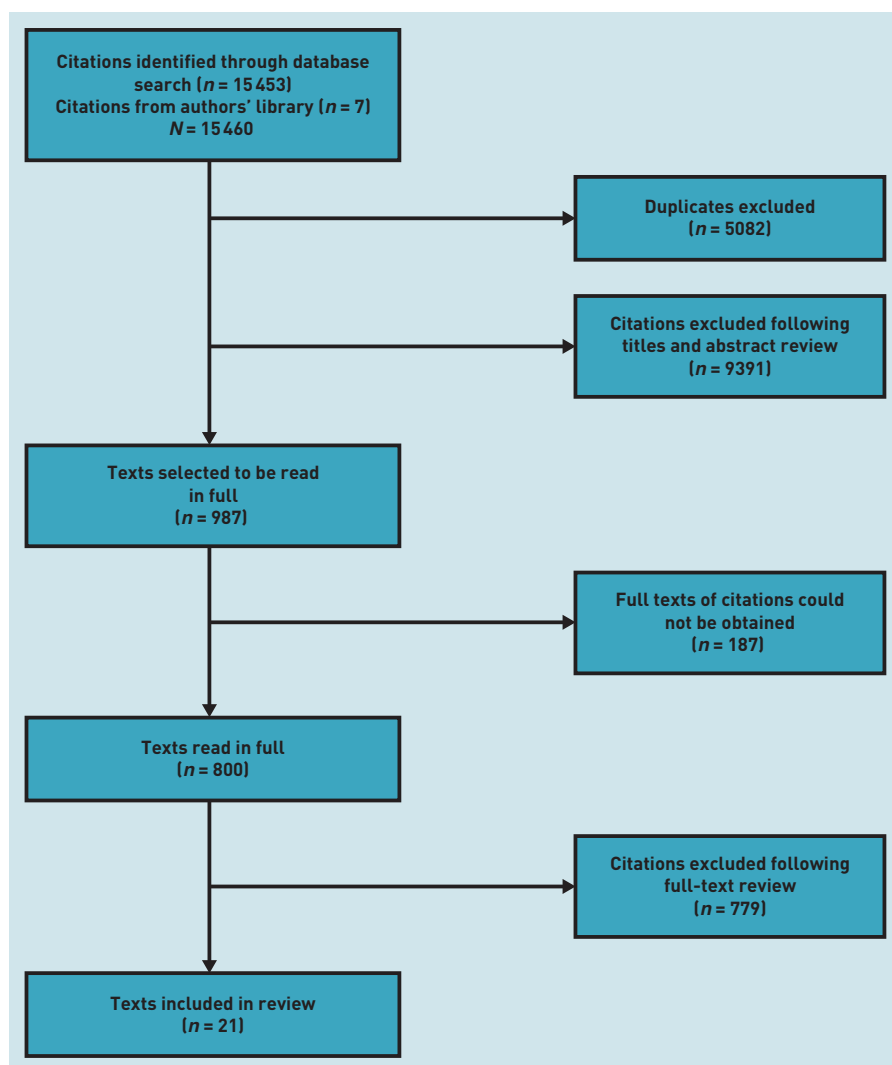 Citations identified through database
search (n = 15 453)
Citations from authors’ library (n = 7)
N = 15 460
Duplicates excluded
(n = 5082)
Citations excluded following
titles and abstract review
(n = 9391)
Texts selected to be read
in full
(n = 987)
Full texts of citations could
not be obtained
(n = 187)
Texts read in full
(n = 800)
Citations excluded following
full-text review
(n = 779)
Texts included in review
(n = 21)